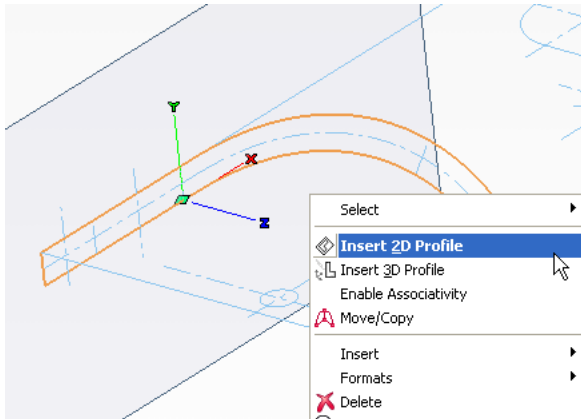 Y
X
Z
Select
Insert 2D Profile
Insert 3D Profile
Enable Associativity
Move/Copy
Insert
Formats
Delete